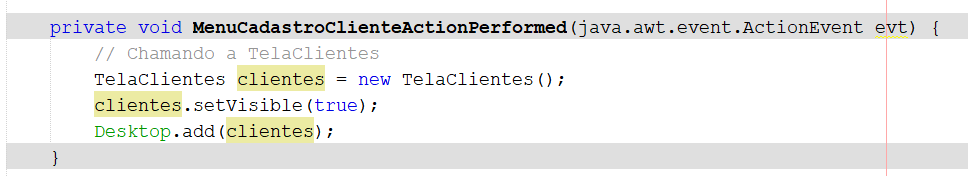 private void MenuCadastroClienteActionPerformed(java.awt.event.ActionEvent evt) {
// Chamando a TelaClientes
TelaClientes clientes = new TelaClientes();
clientes.setVisible(true);
Desktop.add(clientes);
}